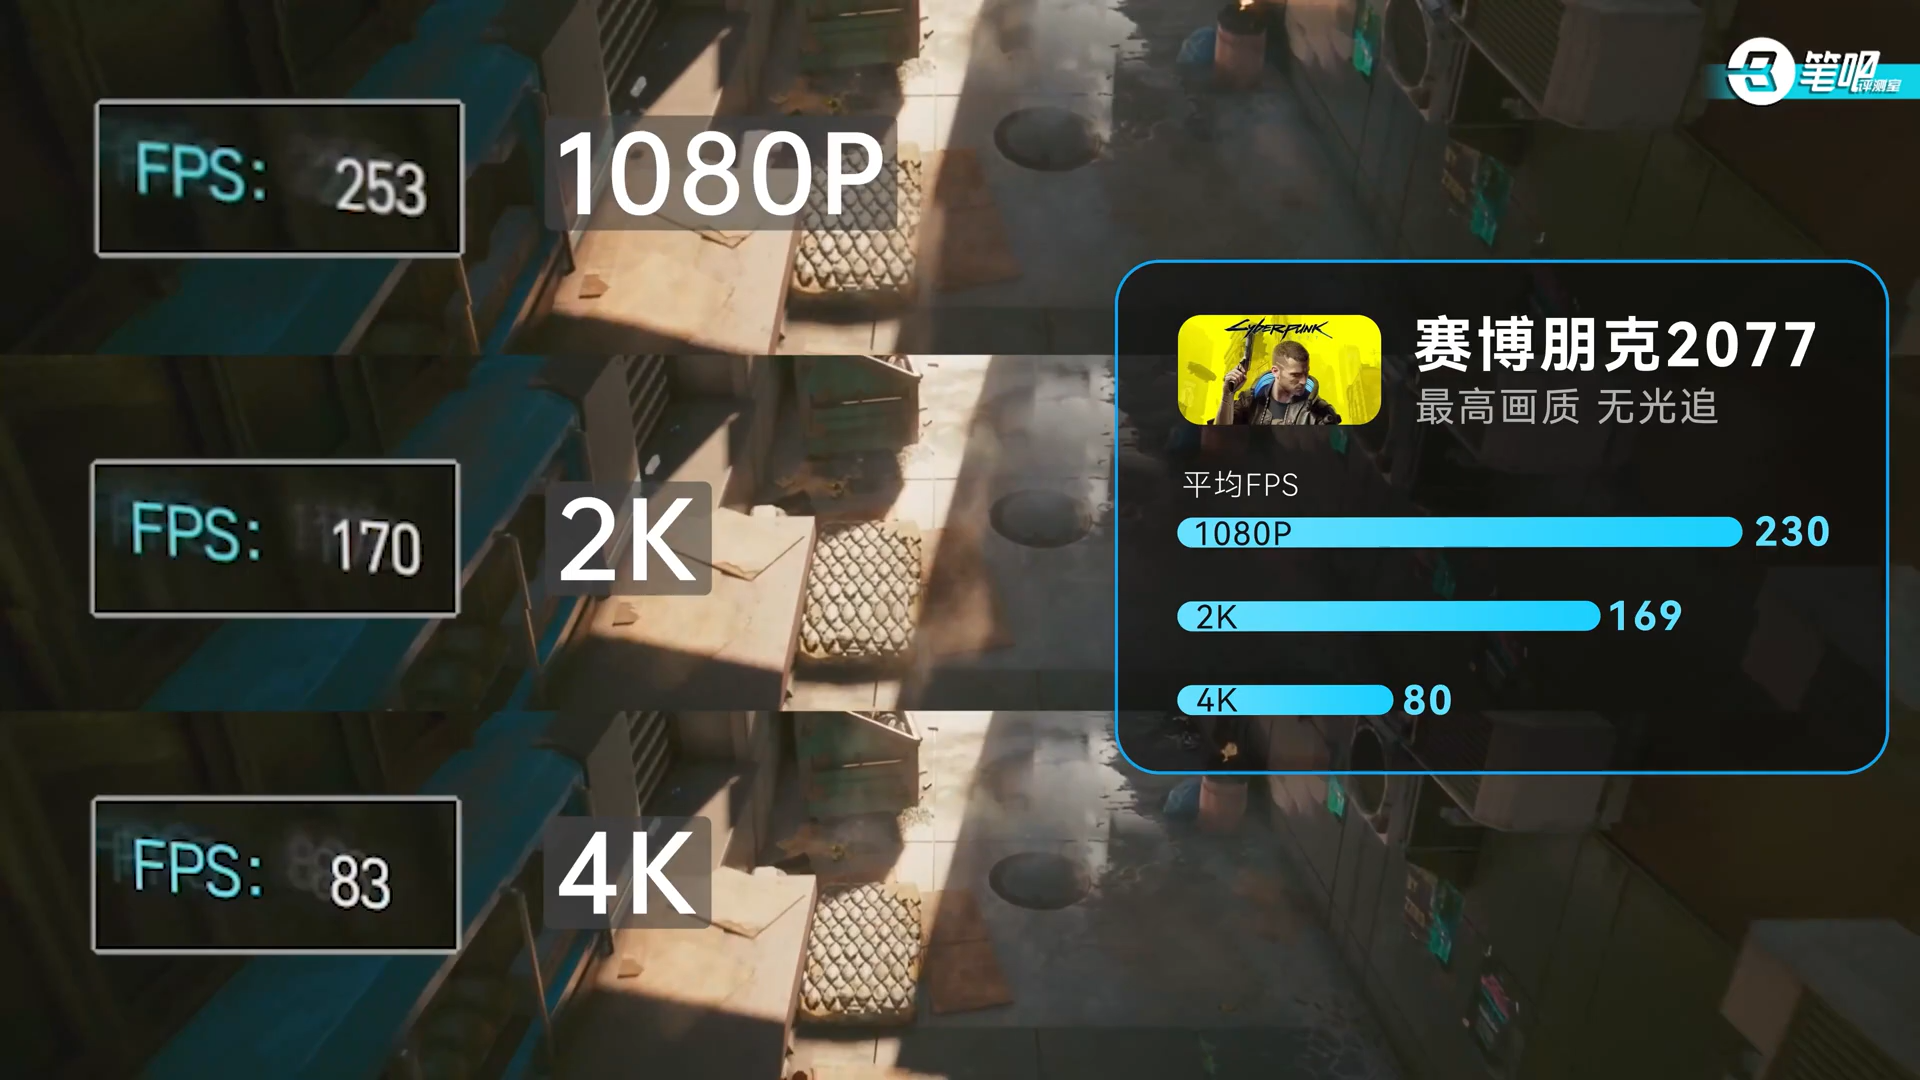 笔吧
评测室
FPS: 253
1080P
FPS: 170
2K
FPS: 83
4K
CYBERPUNK
赛博朋克2077
最高画质 无光追
平均FPS
1080P 230
2K 169
4K 80